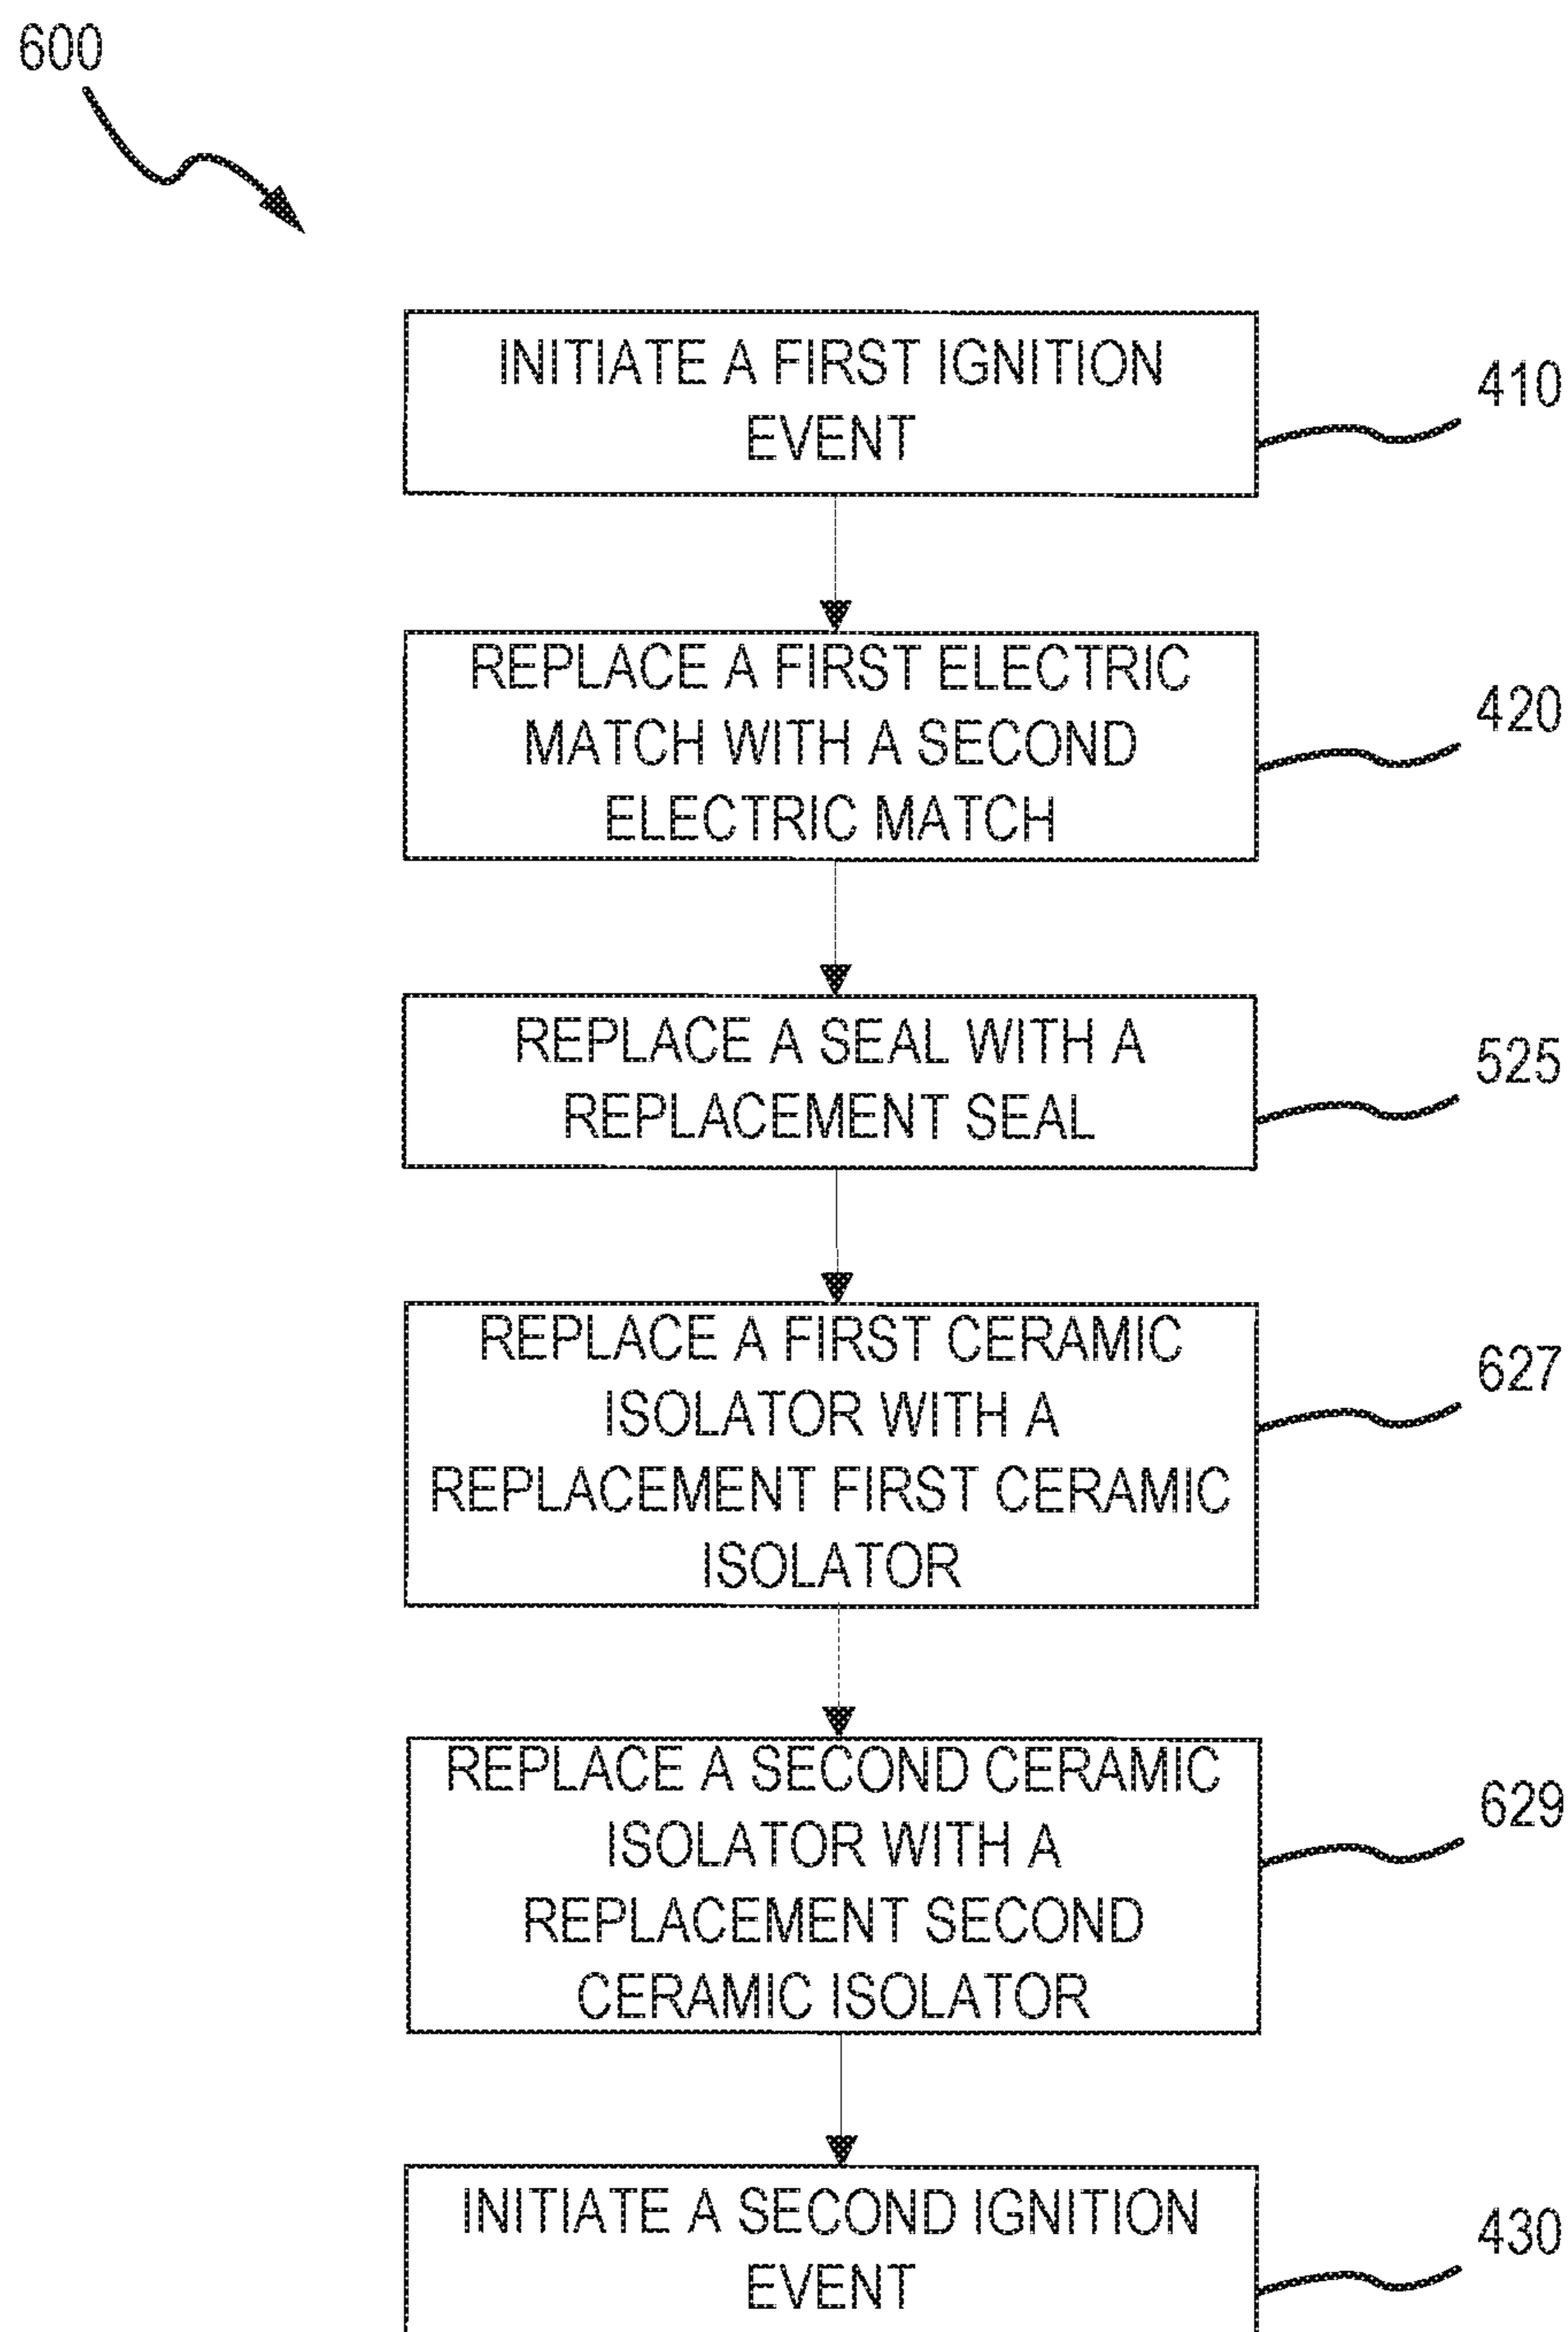 600
INITIATE A FIRST IGNITION
EVENT
410
REPLACE A FIRST ELECTRIC
MATCH WITH A SECOND
ELECTRIC MATCH
420
REPLACE A SEAL WITH A
REPLACEMENT SEAL
525
REPLACE A FIRST CERAMIC
ISOLATOR WITH A
REPLACEMENT FIRST CERAMIC
ISOLATOR
627
REPLACE A SECOND CERAMIC
ISOLATOR WITH A
REPLACEMENT SECOND
CERAMIC ISOLATOR
629
INITIATE A SECOND IGNITION
EVENT
430